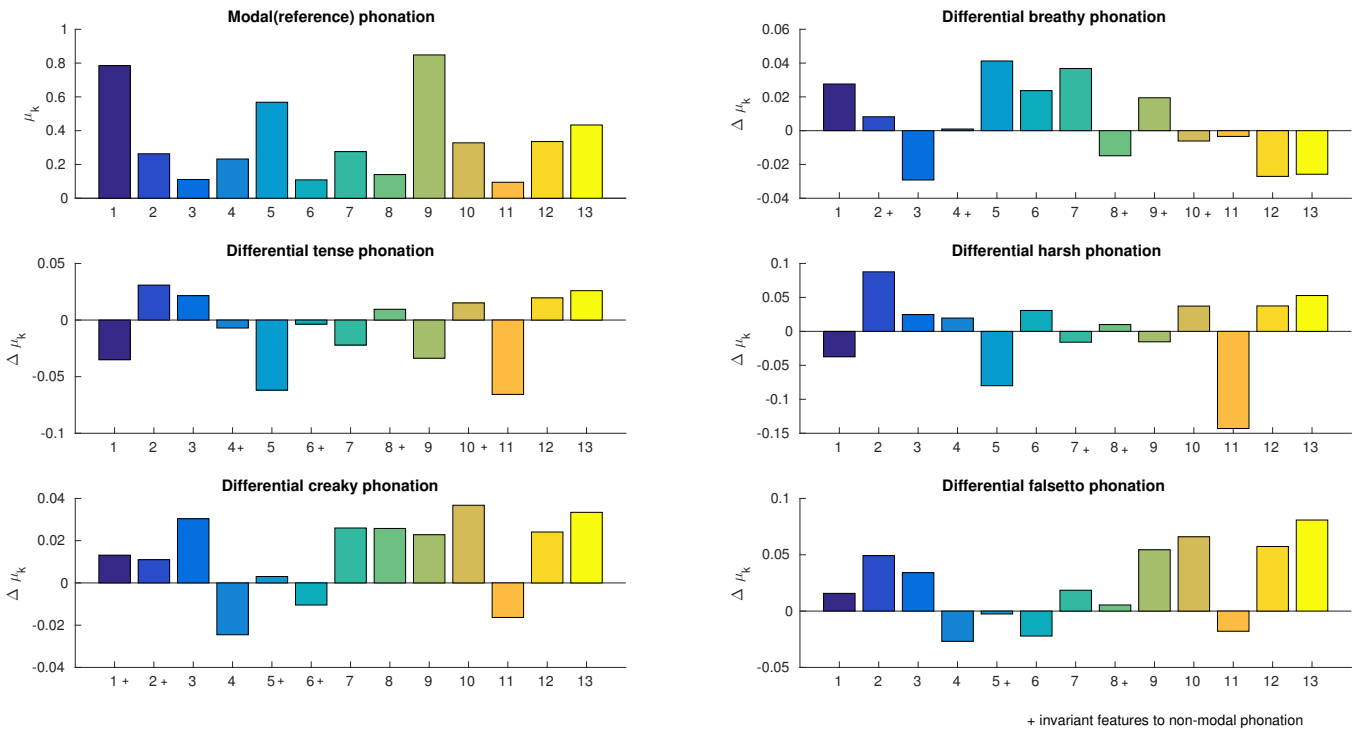 Modal(reference) phonation
1
0.8
0.6
0.4
0.2
0
μk
1 2 3 4 5 6 7 8 9 10 11 12 13
Differential breathy phonation
0.06
0.04
0.02
0
-0.02
-0.04
Δ μk
1 2 + 3 4 + 5 6 7 8 + 9 + 10 + 11 12 13
Differential tense phonation
0.05
0
-0.05
-0.1
Δ μk
1 2 3 4 + 5 6 + 7 8 + 9 10 + 11 12 13
Differential harsh phonation
0.1
0.05
0
-0.05
-0.1
-0.15
Δ μk
1 2 3 4 5 6 7 + 8 + 9 10 11 12 13
Differential creaky phonation
0.04
0.02
0
-0.02
-0.04
Δ μk
1 + 2 + 3 4 5 + 6 + 7 8 9 10 11 12 13
Differential falsetto phonation
0.1
0.05
0
-0.05
Δ μk
1 2 3 4 5 + 6 7 8 + 9 10 11 12 13
+ invariant features to non-modal phonation